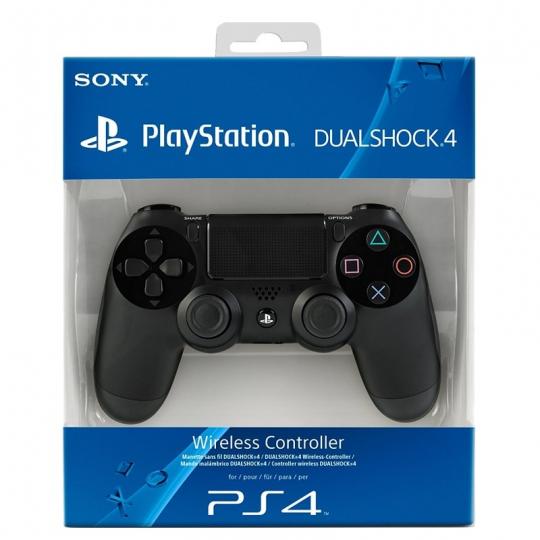 SONY
PlayStation® DUALSHOCK®4
SHARE OPTIONS
Wireless Controller
Manette sans fil DUALSHOCK®4 / DUALSHOCK®4 Wireless-Controller /
Mando inalámbrico DUALSHOCK®4 / Controller wireless DUALSHOCK®4
for / pour / für / para / per
PS4